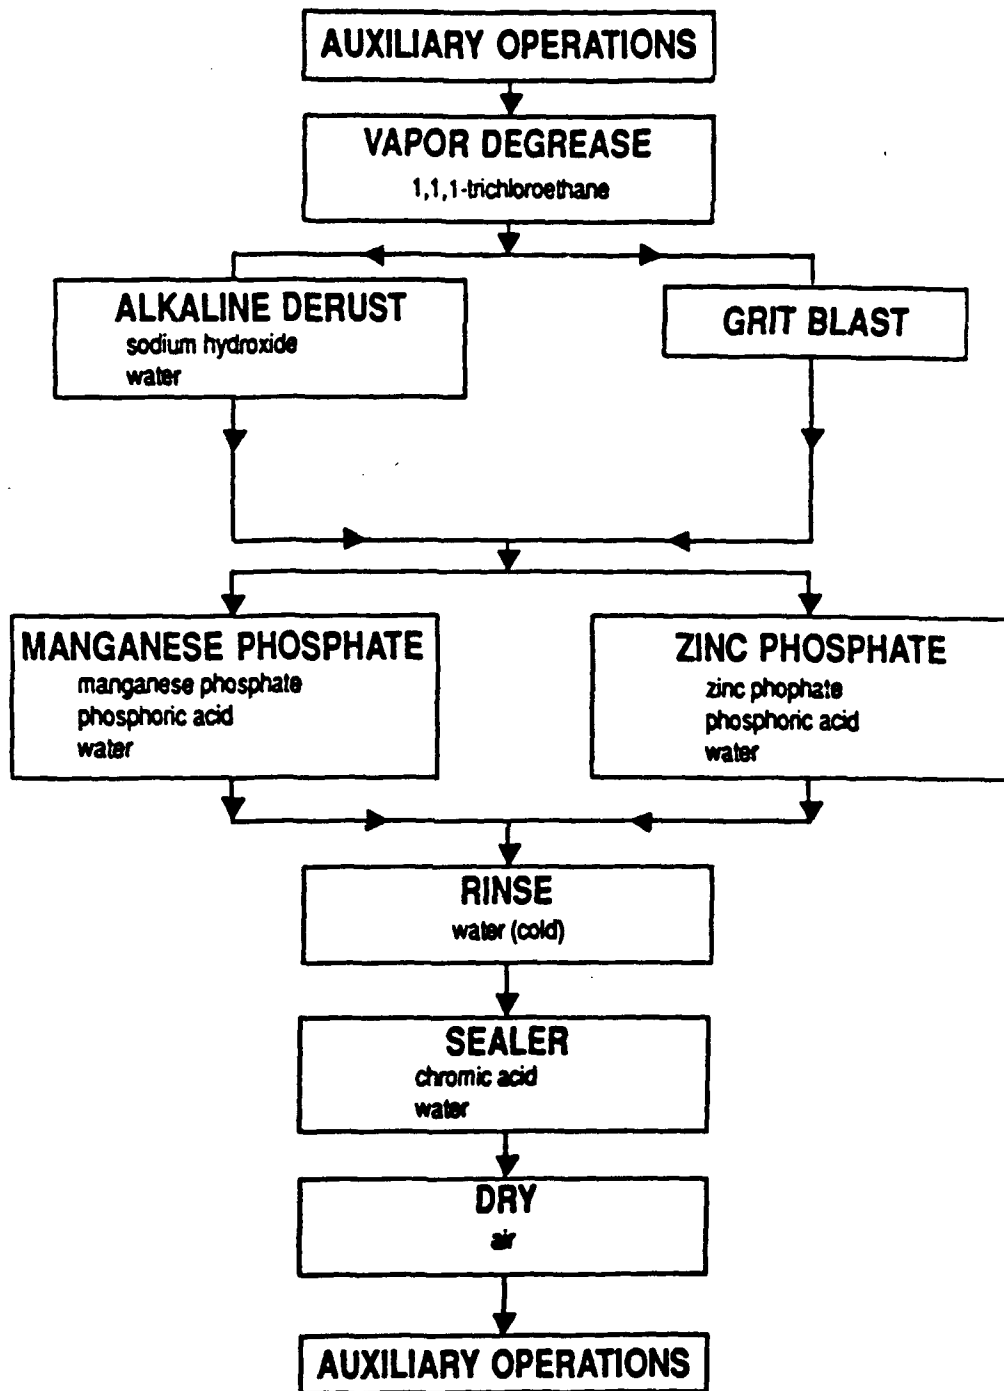 AUXILIARY OPERATIONS
VAPOR DEGREASE
1,1,1-trichloroethane
ALKALINE DERUST
sodium hydroxide
water
GRIT BLAST
MANGANESE PHOSPHATE
manganese phosphate
phosphoric acid
water
ZINC PHOSPHATE
zinc phophate
phosphoric acid
water
RINSE
water (cold)
SEALER
chromic acid
water
DRY
air
AUXILIARY OPERATIONS